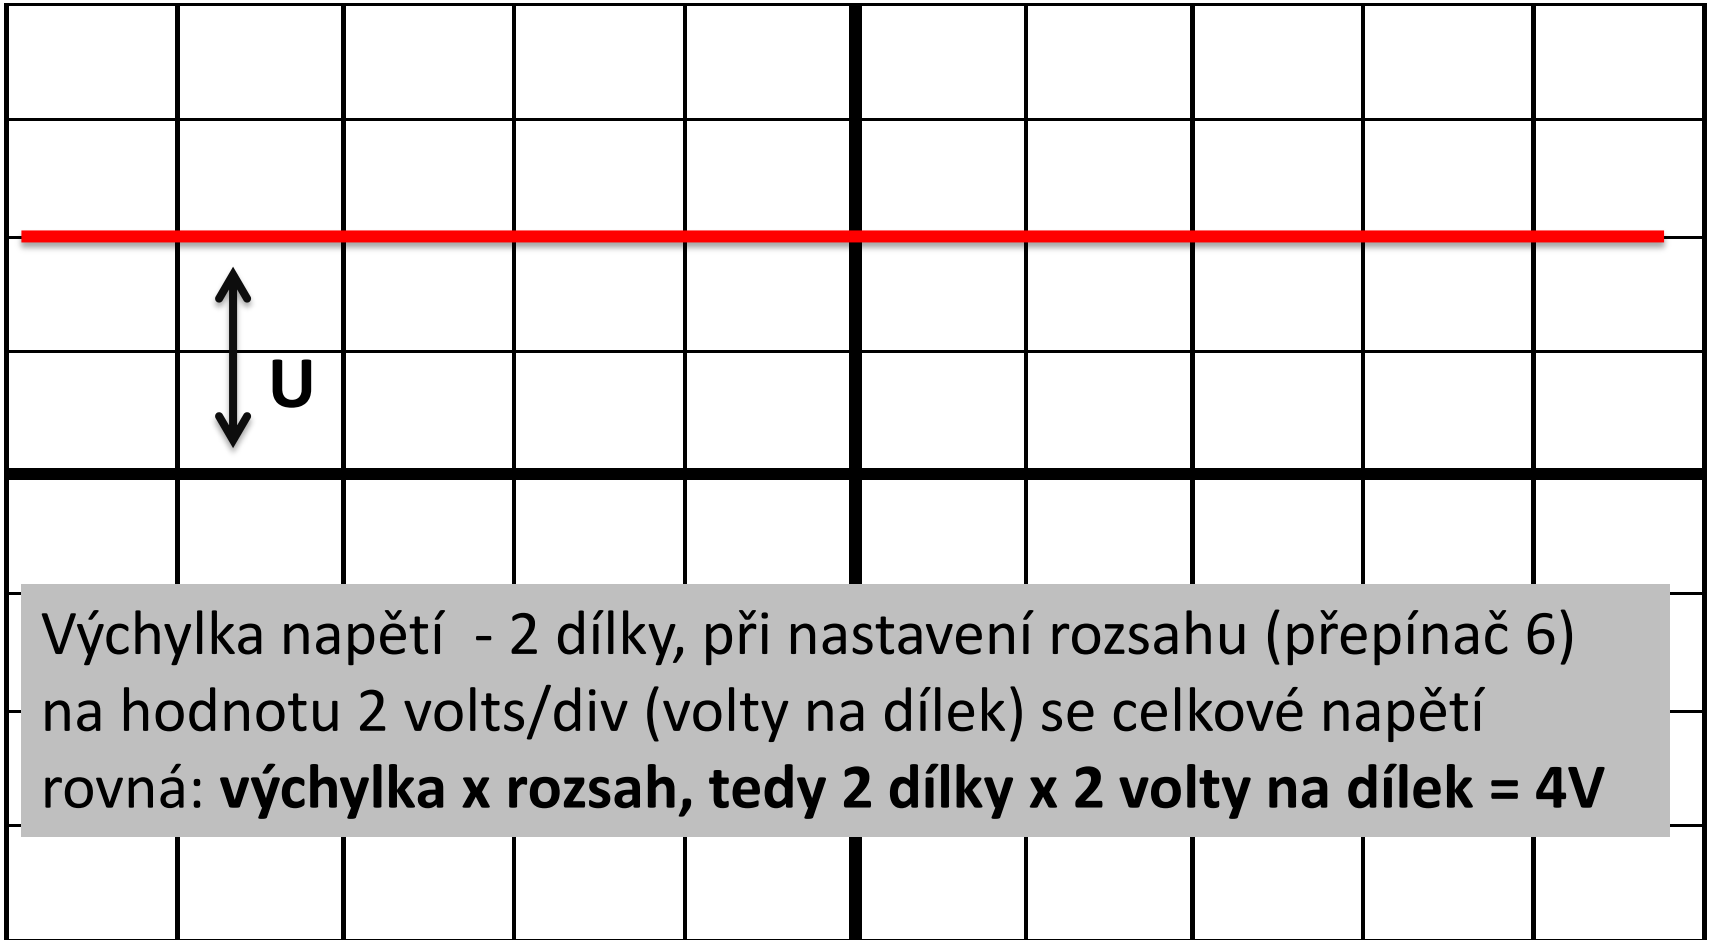 U
Výchylka napětí  - 2 dílky, při nastavení rozsahu (přepínač 6)
na hodnotu 2 volts/div (volty na dílek) se celkové napětí
rovná: výchylka x rozsah, tedy 2 dílky x 2 volty na dílek = 4V